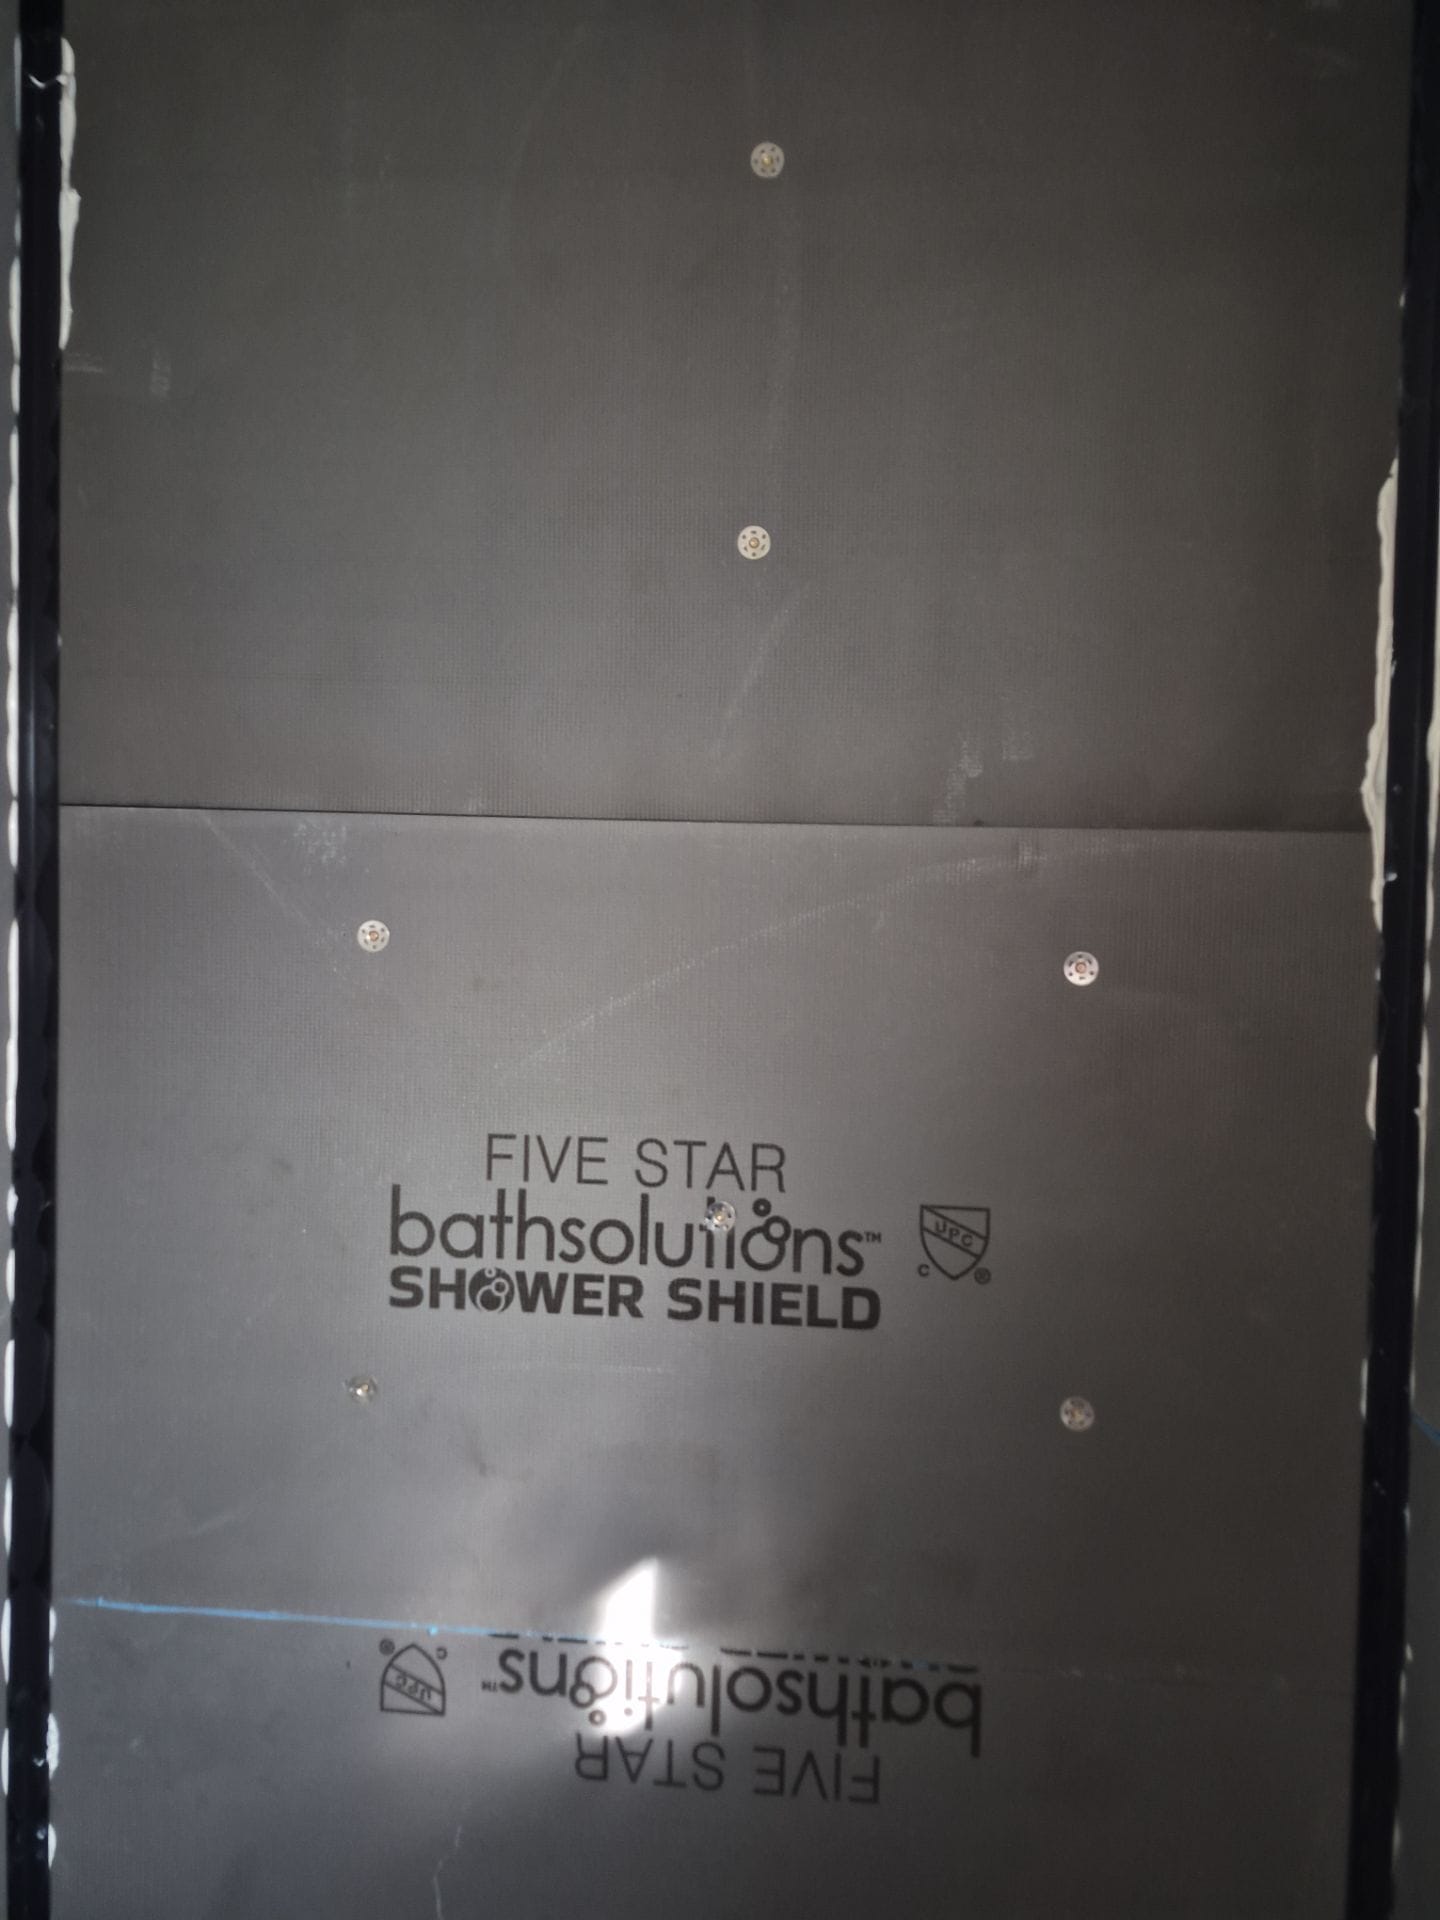 FIVE STAR
bathsolutions™
SHOWER SHIELD
UPC
C ®
bathsolutions™
UPC
C ®
FIVE STAR